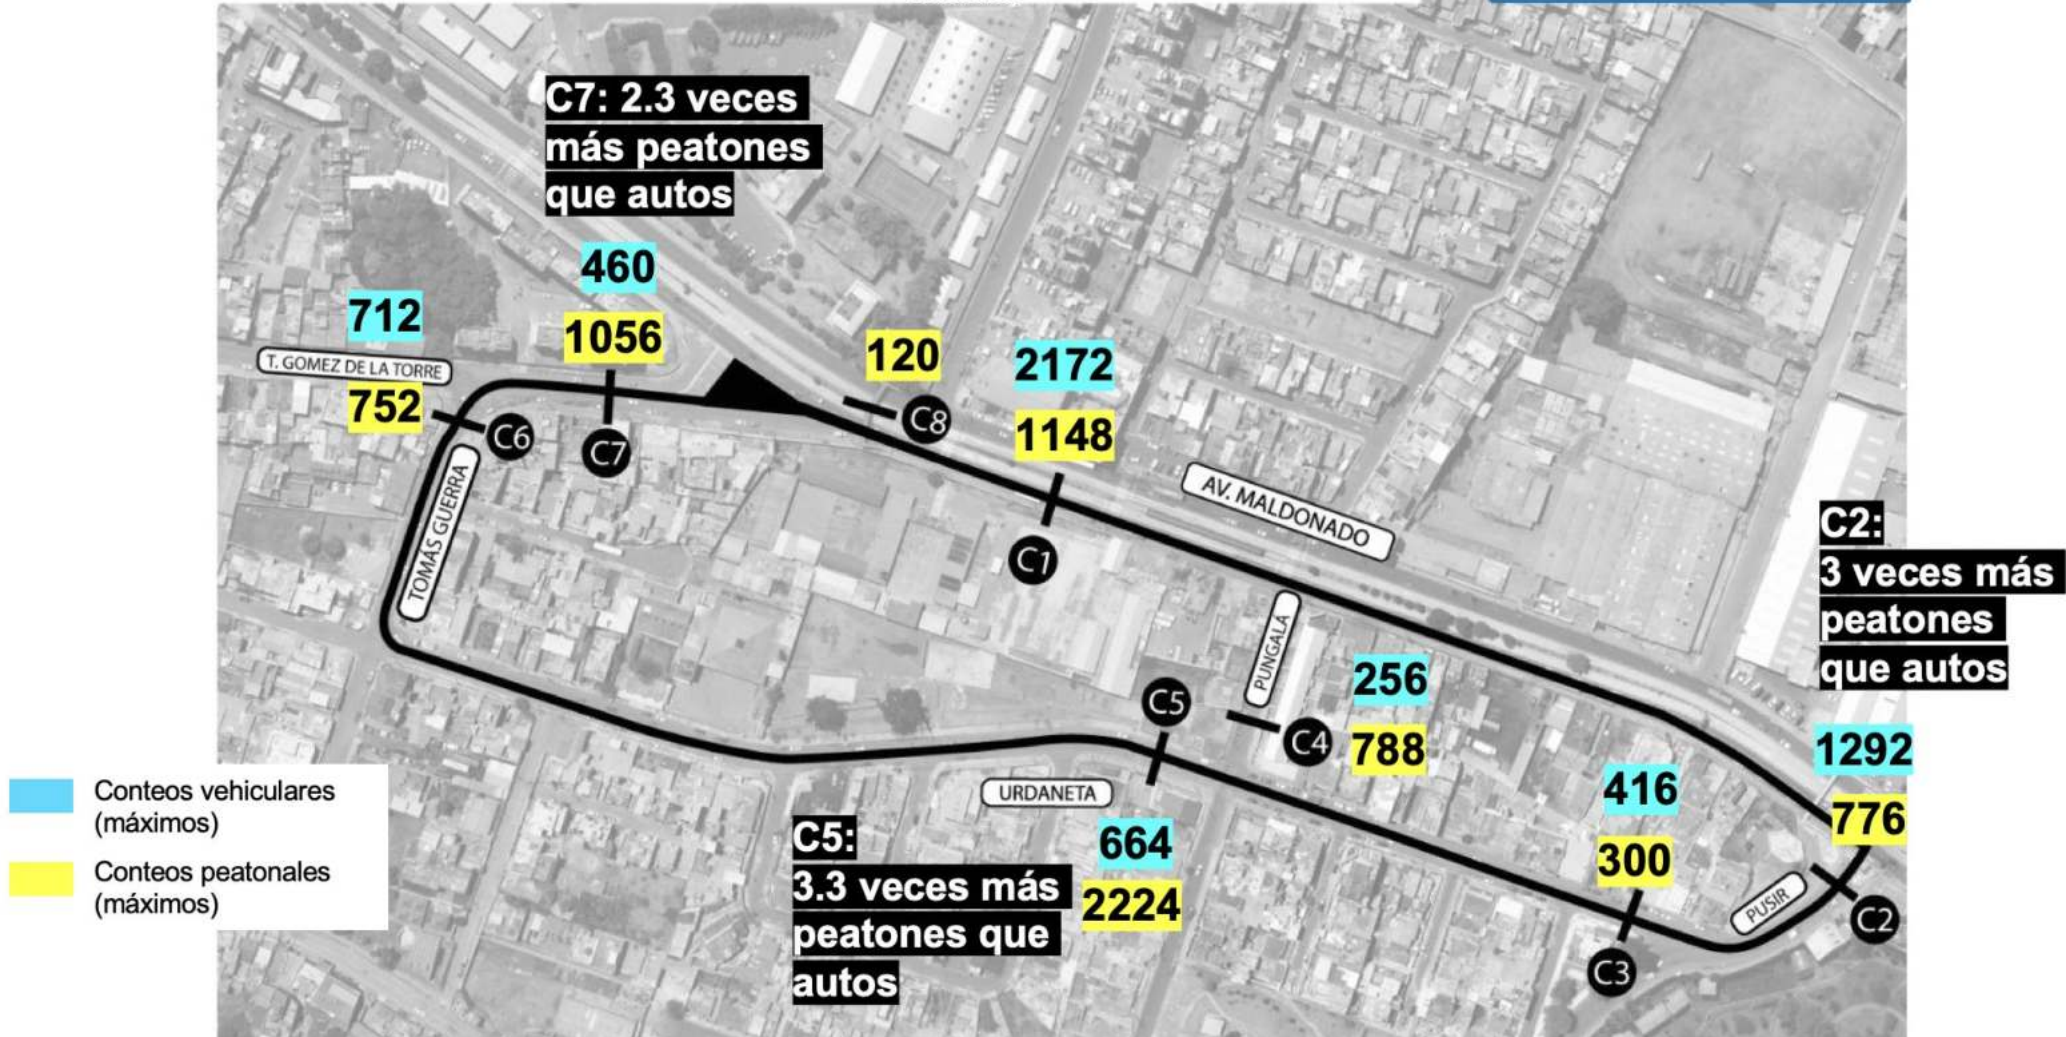 C7: 2.3 veces
más peatones
que autos
460
1056
712
T. GOMEZ DE LA TORRE
752
C6
C7
TOMÁS GUERRA
120
C8
2172
1148
C1
AV. MALDONADO
C2:
3 veces más
peatones
que autos
1292
776
C2
PUSIR
416
300
C3
PUNGALA
256
788
C4
C5
URDANETA
664
2224
C5:
3.3 veces más
peatones que
autos
Conteos vehiculares
(máximos)
Conteos peatonales
(máximos)